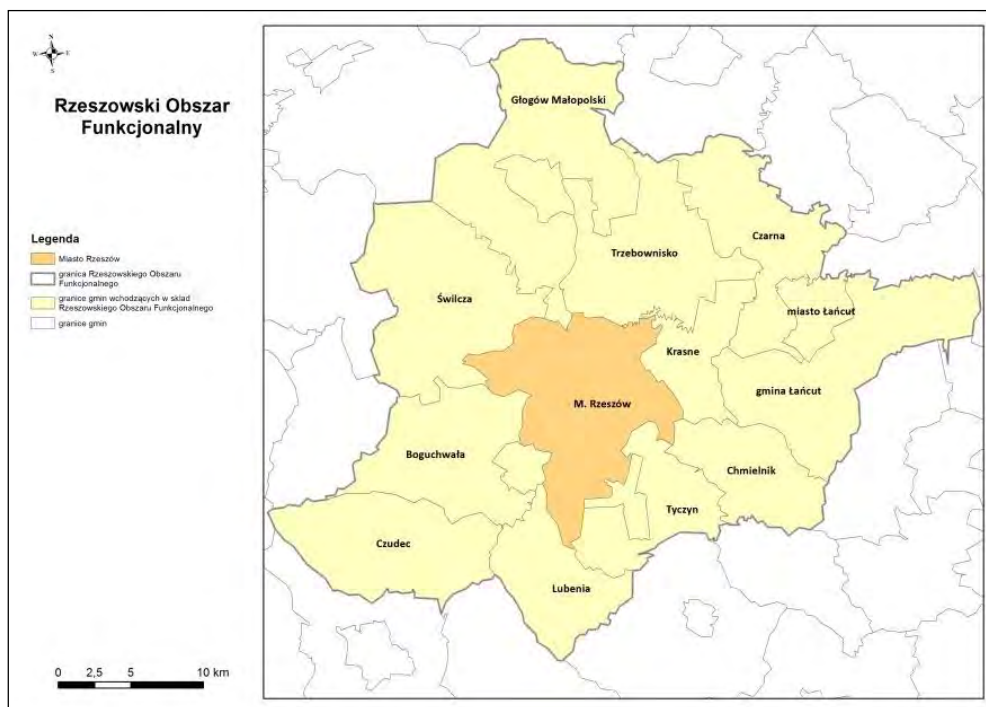 N
W E
S
Rzeszowski Obszar
Funkcjonalny
Legenda
Miasto Rzeszów
granica Rzeszowskiego Obszaru
Funkcjonalnego
granice gmin wchodzących w skład
Rzeszowskiego Obszaru Funkcjonalnego
granice gmin
0 2,5 5 10 km
Głogów Małopolski
Czarna
Trzebownisko
Świlcza
miasto Łańcut
Krasne
gmina Łańcut
M. Rzeszów
Boguchwała
Chmielnik
Tyczyn
Czudec
Lubenia